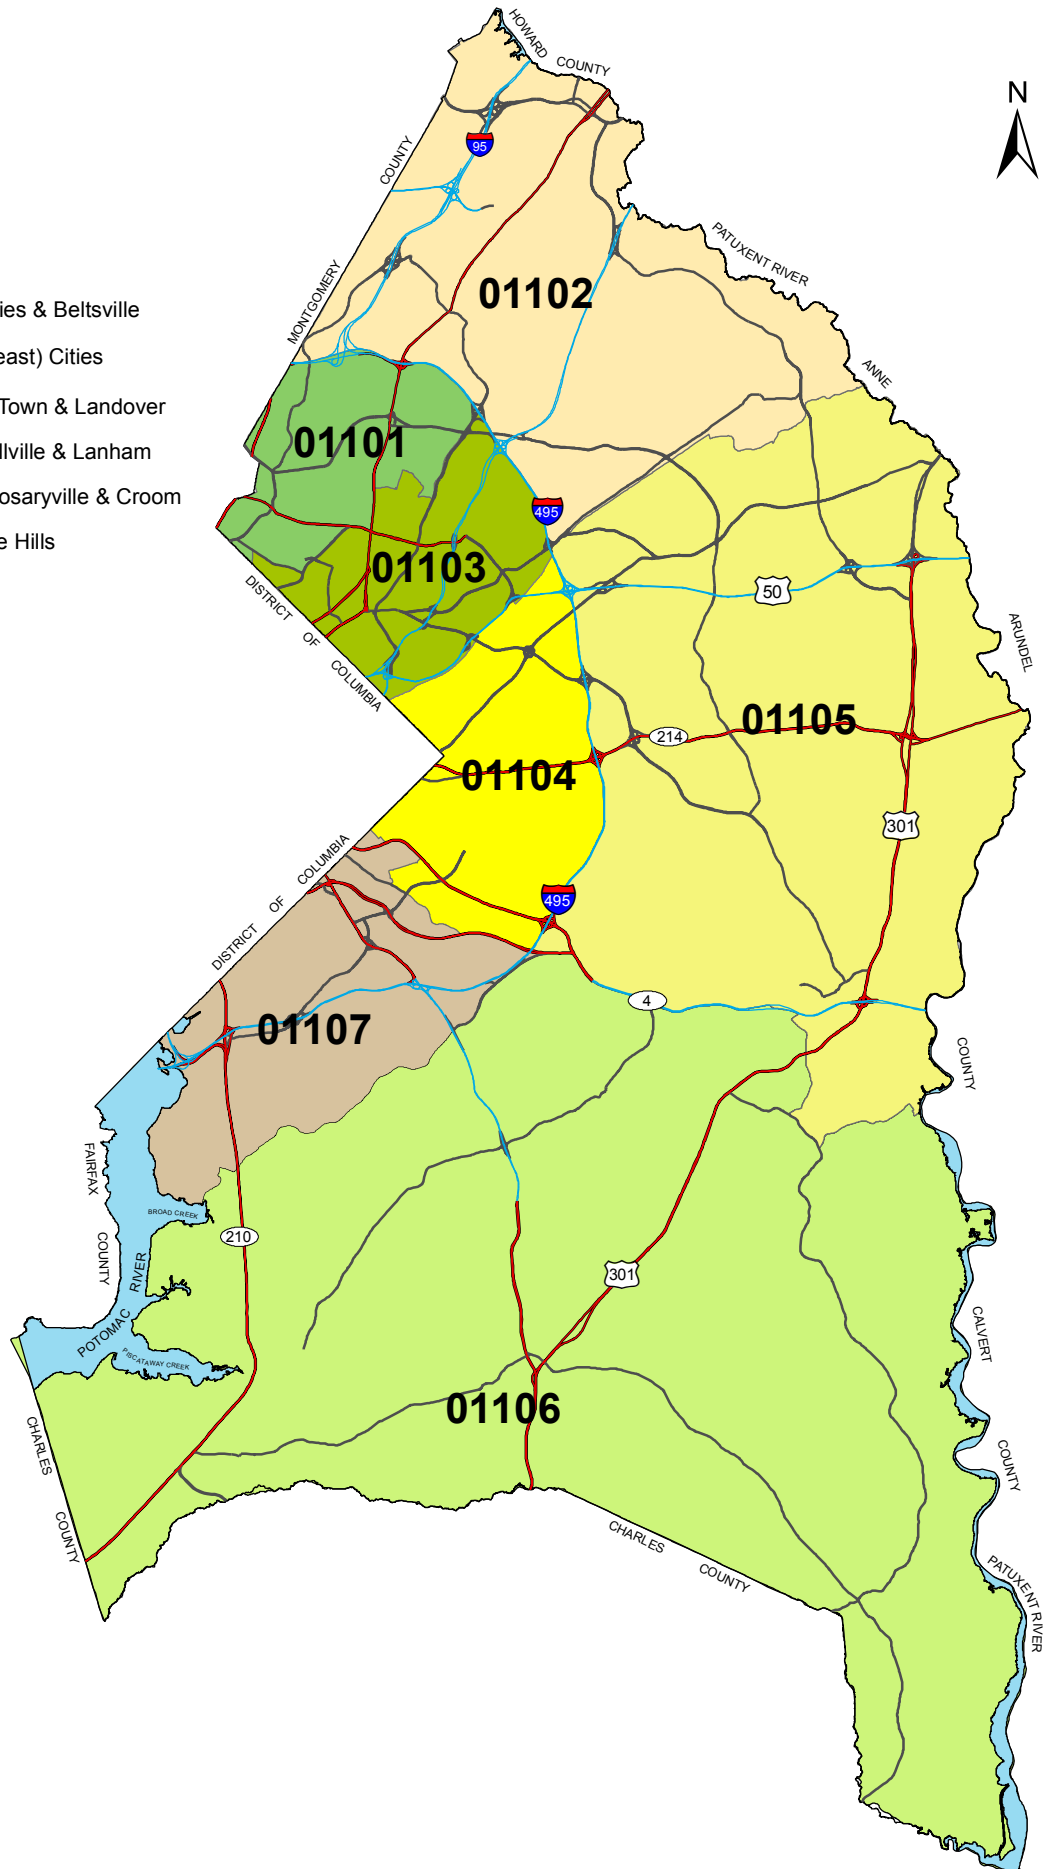 HOWARD COUNTY
N
95
MONTGOMERY COUNTY
PATUXENT RIVER
01102
ies & Beltsville
east) Cities
Town & Landover
llville & Lanham
osaryville & Croom
e Hills
ANNE ARUNDEL COUNTY
01101
495
01103
50
DISTRICT OF COLUMBIA
01105
214
01104
301
DISTRICT OF COLUMBIA
495
4
01107
FAIRFAX COUNTY
BROAD CREEK
210
POTOMAC RIVER
PISCATAWAY CREEK
301
CALVERT COUNTY
01106
CHARLES COUNTY
CHARLES COUNTY
PATUXENT RIVER